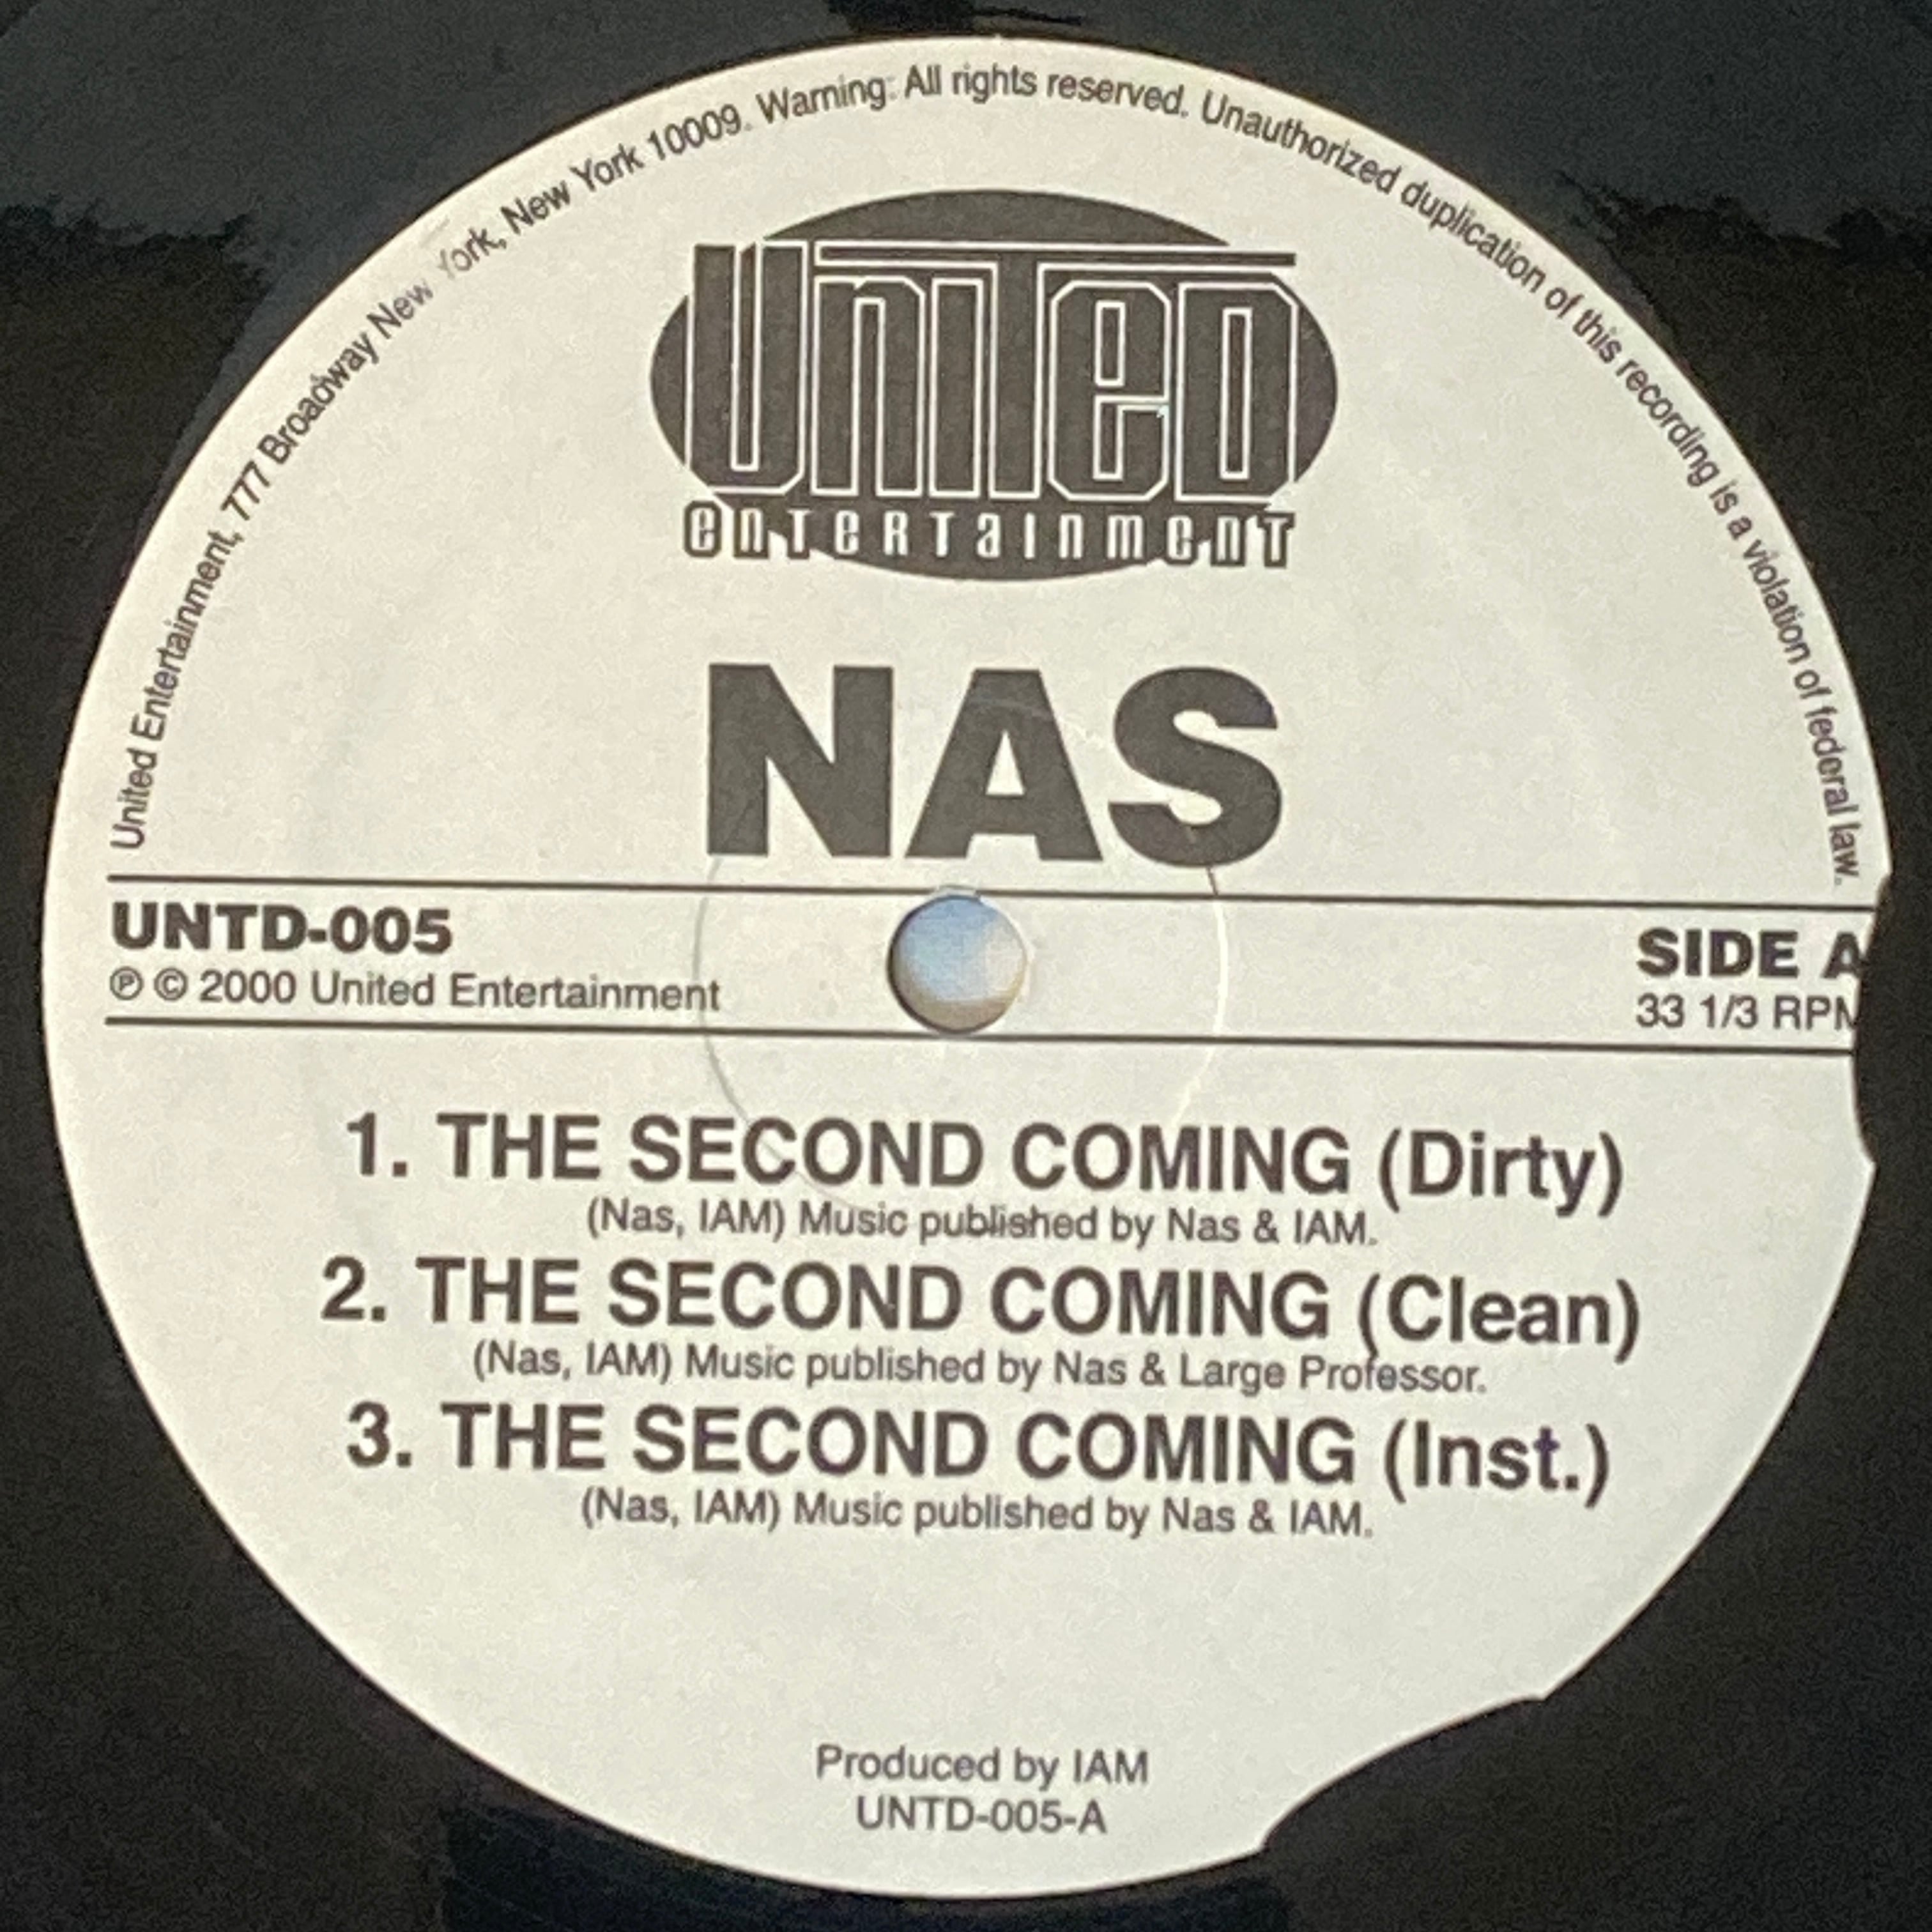 United Entertainment, 777 Broadway New York, New York 10009. Warning: All rights reserved. Unauthorized duplication of this recording is a violation of federal law.
UNITED
ENTERTAINMENT
NAS
UNTD-005
℗ © 2000 United Entertainment
SIDE A
33 1/3 RPM
1. THE SECOND COMING (Dirty)
(Nas, IAM) Music published by Nas & IAM.
2. THE SECOND COMING (Clean)
(Nas, IAM) Music published by Nas & Large Professor.
3. THE SECOND COMING (Inst.)
(Nas, IAM) Music published by Nas & IAM.
Produced by IAM
UNTD-005-A